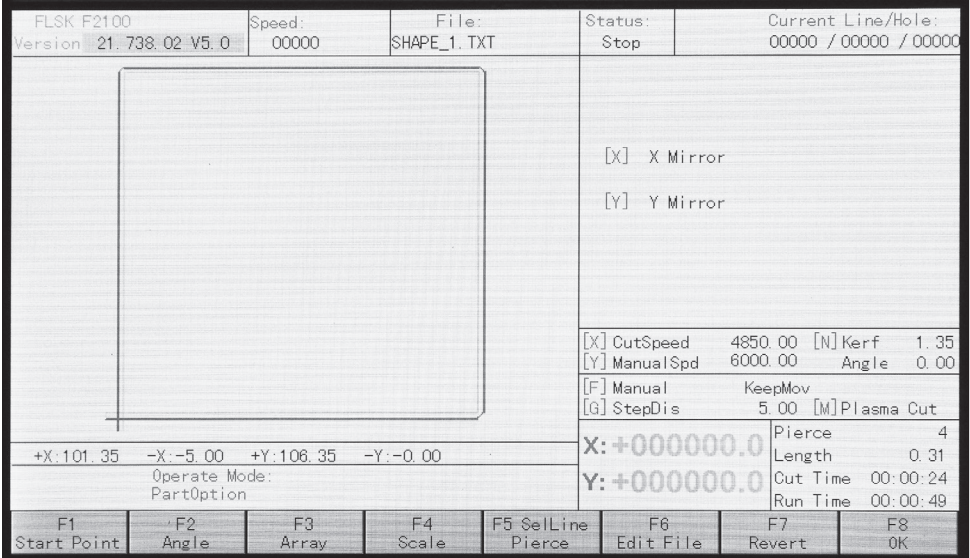 FLSK F2100 Speed: File: Status: Current Line/Hole:
Version 21.738.02 V5.0 00000 SHAPE_1.TXT Stop 00000 /00000 /00000
[X] X Mirror
[Y] Y Mirror
[X] CutSpeed 4850.00 [N] Kerf 1.35
[Y] ManualSpd 6000.00 Angle 0.00
[F] Manual KeepMov
[G] StepDis 5.00 [M]Plasma Cut
+X:101.35 -X:-5.00 +Y:106.35 -Y:-0.00
Operate Mode:
PartOption
X:+000000.0
Y:+000000.0
Pierce 4
Length 0.31
Cut Time 00:00:24
Run Time 00:00:49
F1 F2 F3 F4 F5 SelLine F6 F7 F8
Start Point Angle Array Scale Pierce Edit File Revert OK